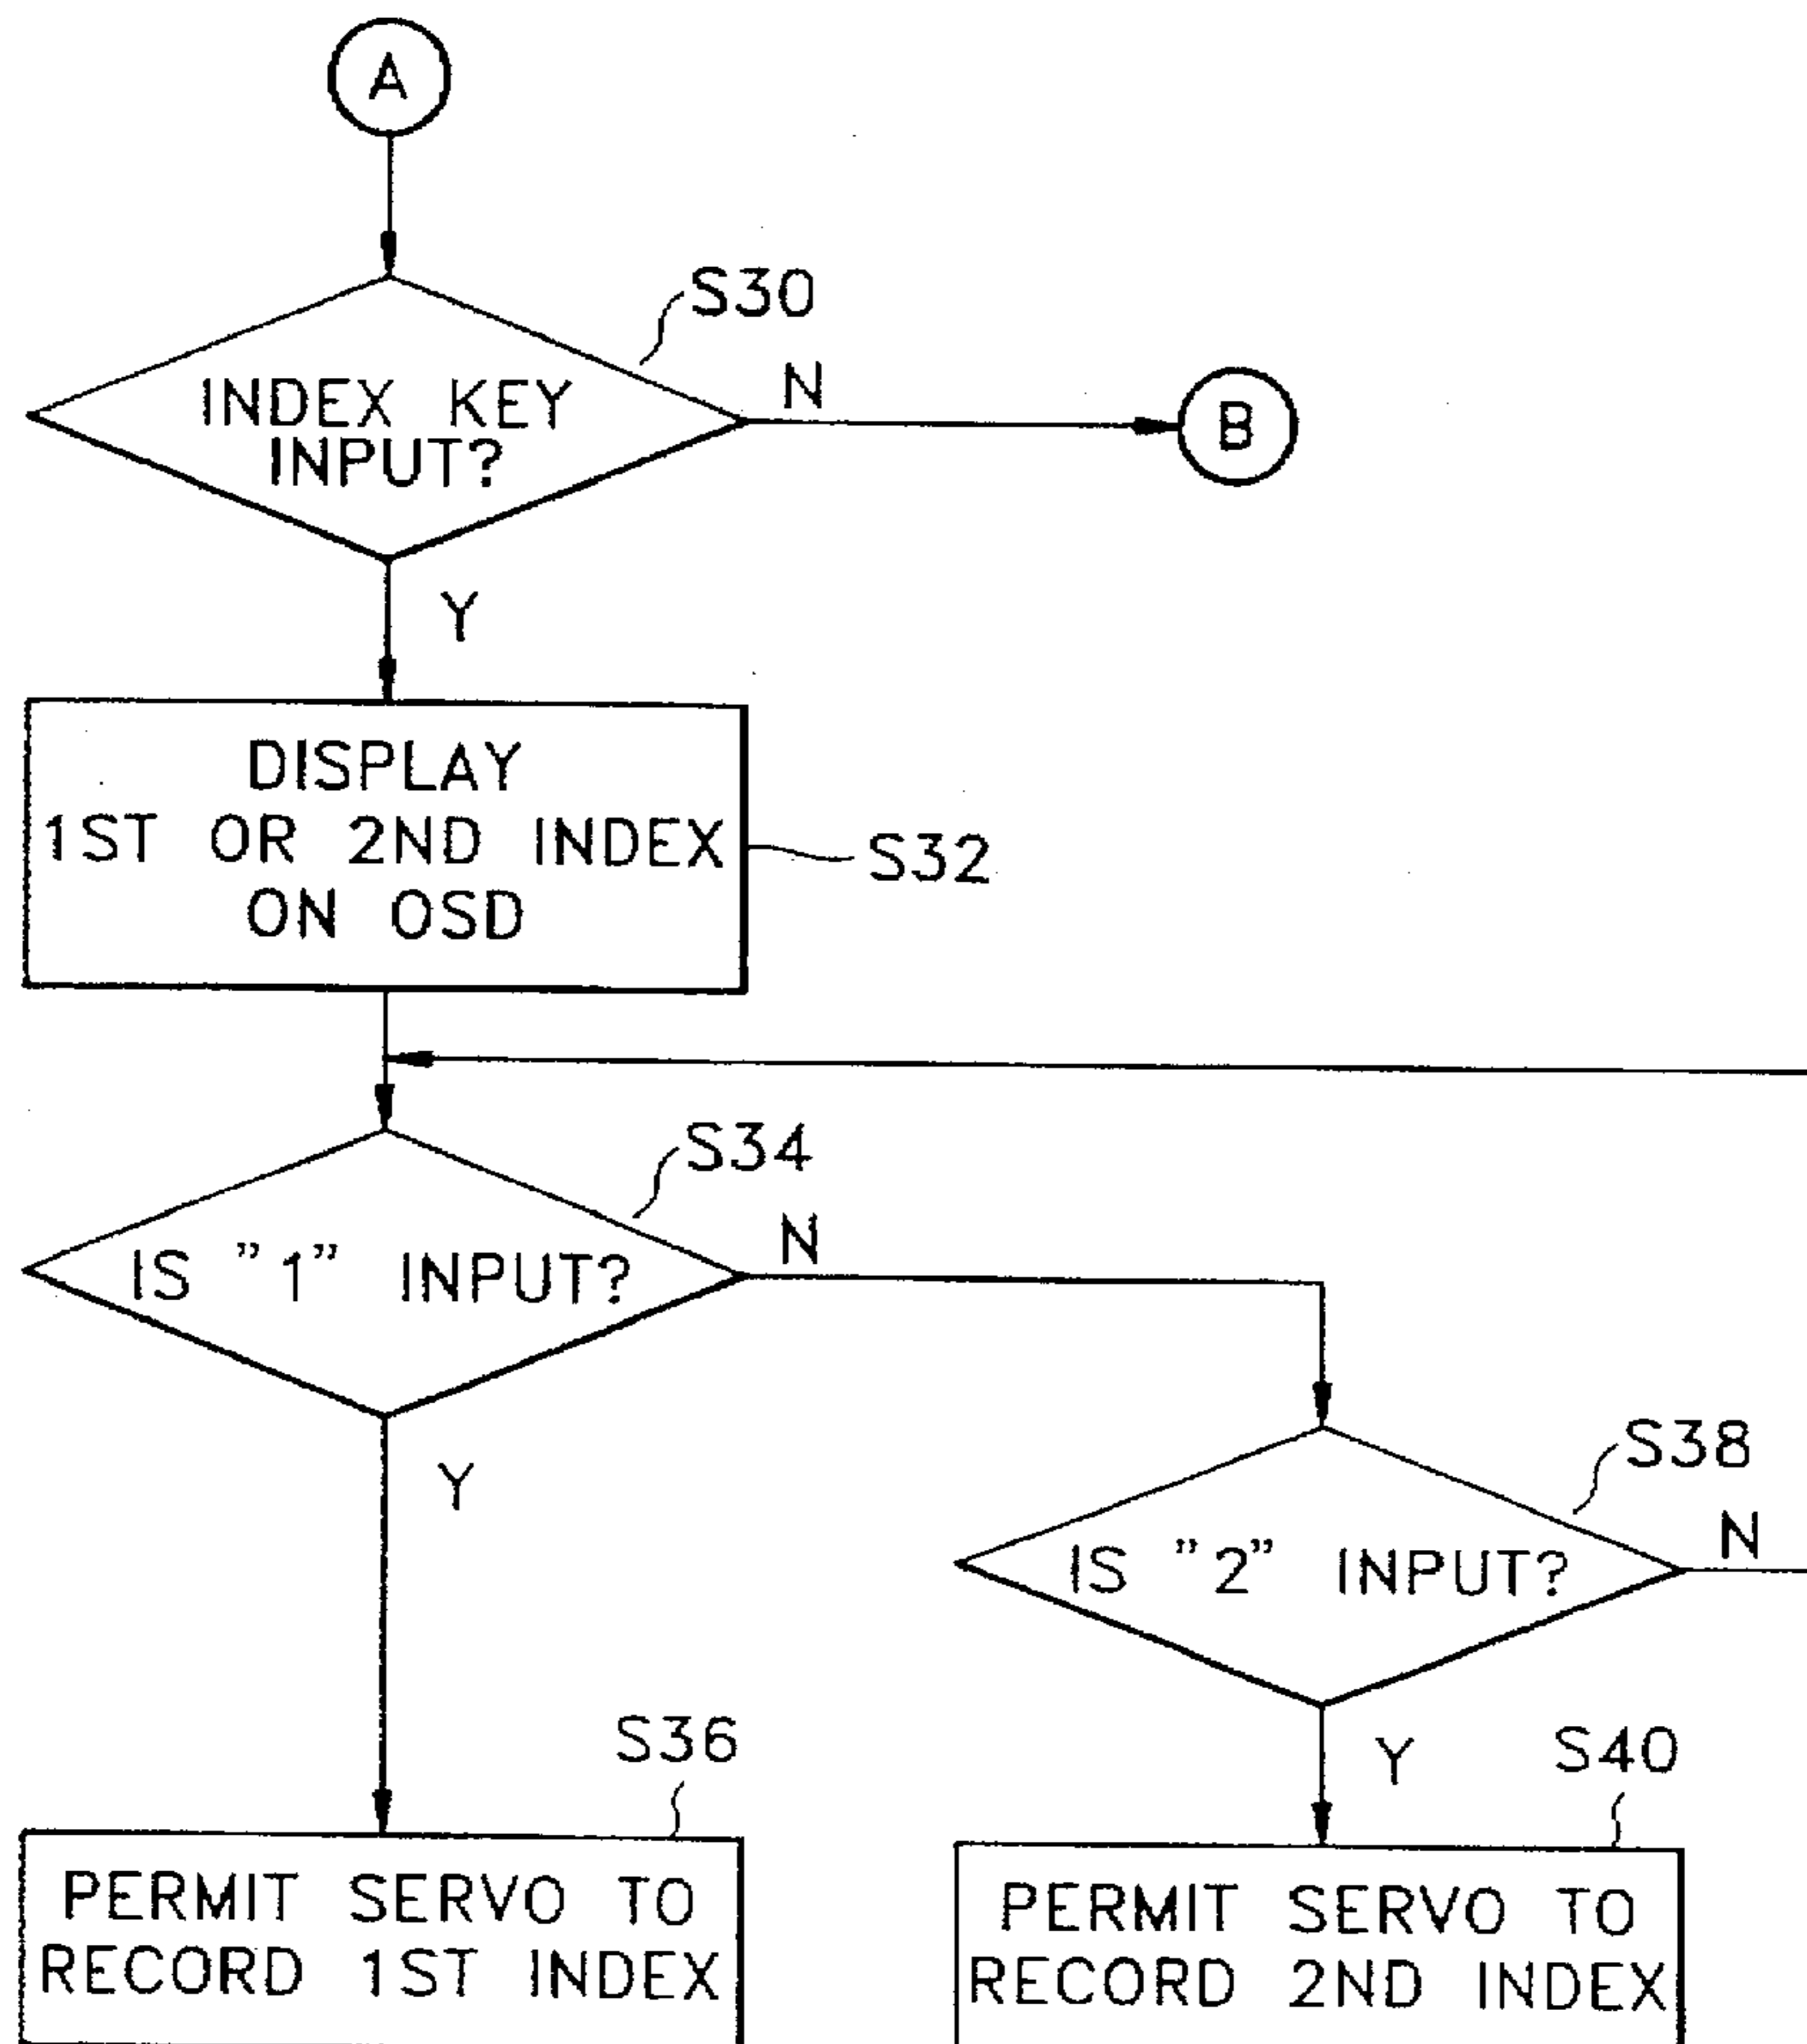 A
S30
INDEX KEY
INPUT?
N
B
Y
DISPLAY
1ST OR 2ND INDEX
ON OSD
S32
S34
IS "1" INPUT?
N
Y
S38
IS "2" INPUT?
N
Y
S36
PERMIT SERVO TO
RECORD 1ST INDEX
S40
PERMIT SERVO TO
RECORD 2ND INDEX